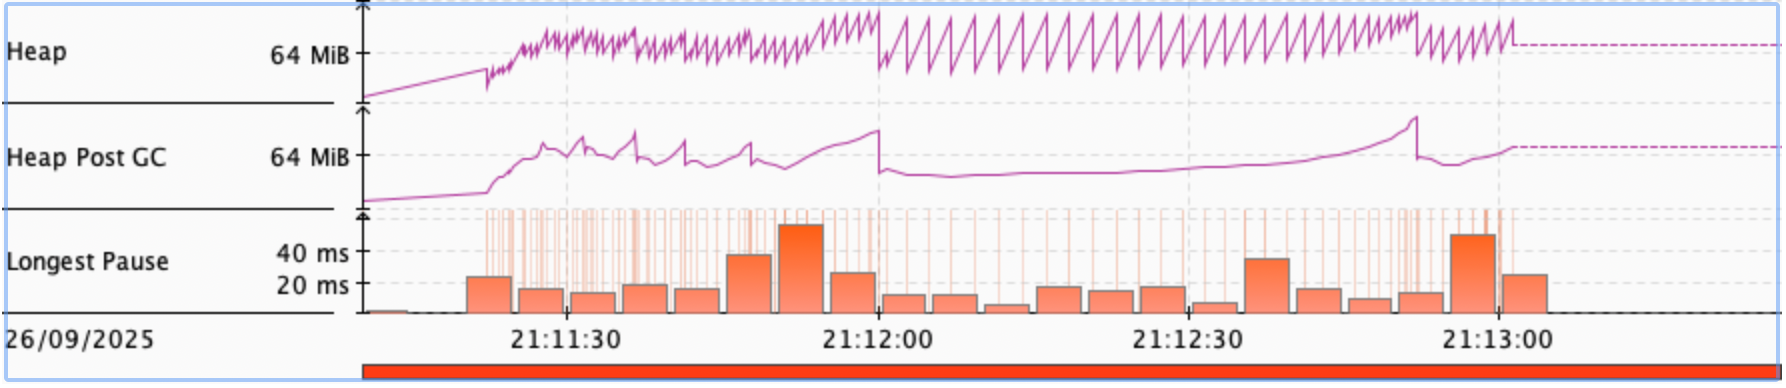 Heap 64 MiB
Heap Post GC 64 MiB
Longest Pause 40 ms
20 ms
26/09/2025 21:11:30 21:12:00 21:12:30 21:13:00